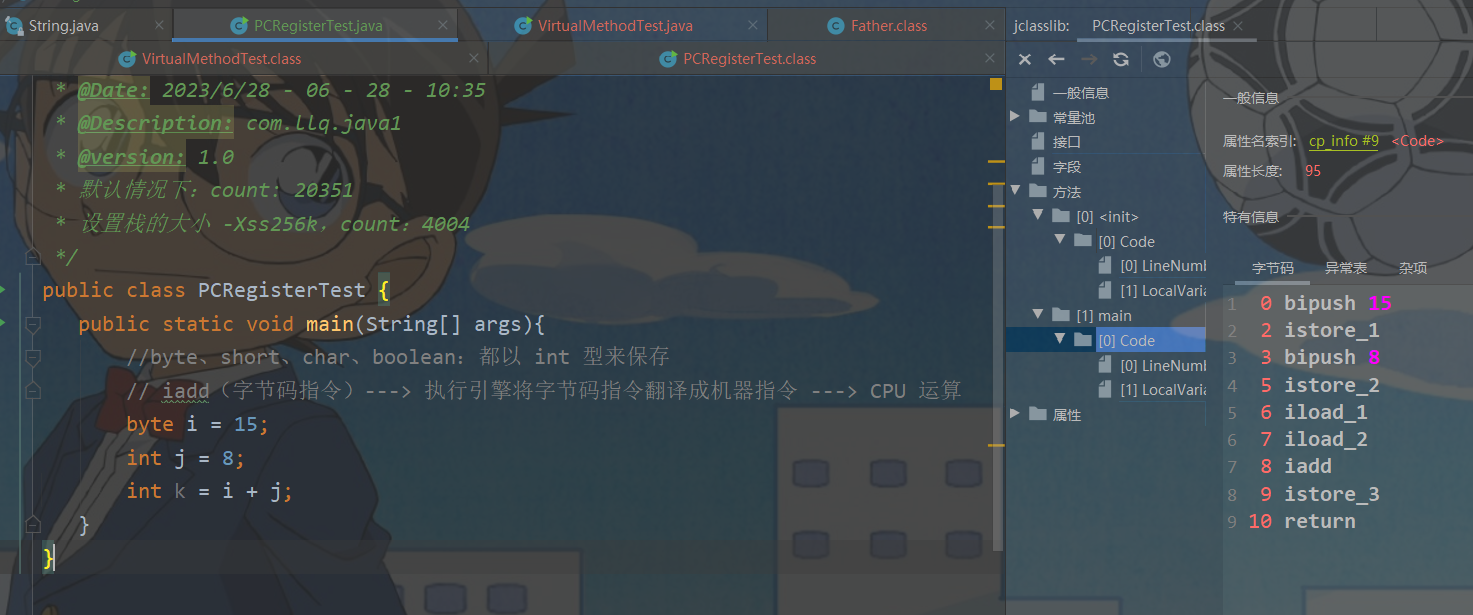 String.java
PCRegisterTest.java
VirtualMethodTest.java
Father.class
jclasslib:
PCRegisterTest.class
VirtualMethodTest.class
PCRegisterTest.class
* @Date: 2023/6/28 - 06 - 28 - 10:35
* @Description: com.llq.java1
* @version: 1.0
* 默认情况下：count: 20351
* 设置栈的大小 -Xss256k，count: 4004
*/
public class PCRegisterTest {
public static void main(String[] args){
//byte、short、char、boolean：都以 int 型来保存
// iadd（字节码指令）---> 执行引擎将字节码指令翻译成机器指令 ---> CPU 运算
byte i = 15;
int j = 8;
int k = i + j;
}
}
一般信息
常量池
接口
字段
方法
[0] <init>
[0] Code
[0] LineNumb
[1] LocalVaria
[1] main
[0] Code
[0] LineNumb
[1] LocalVaria
属性
一般信息
属性名索引: cp_info #9 <Code>
属性长度: 95
特有信息
字节码 异常表 杂项
1 0 bipush 15
2 2 istore_1
3 3 bipush 8
4 5 istore_2
5 6 iload_1
6 7 iload_2
7 8 iadd
8 9 istore_3
9 10 return